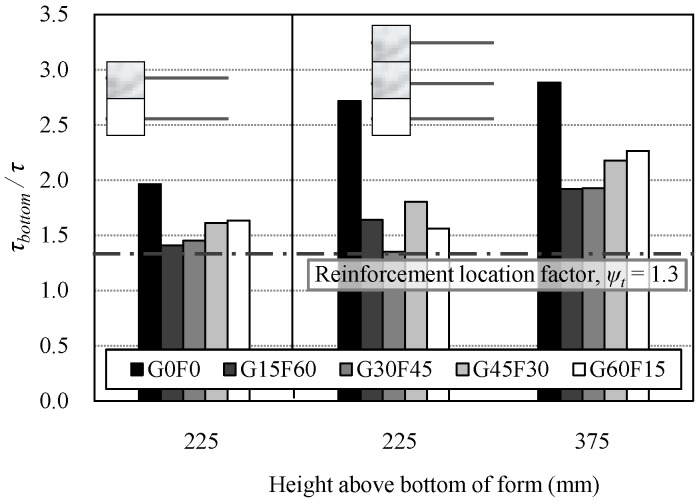 3.5
3.0
2.5
2.0
1.5
1.0
0.5
0.0
τbottom / τ
Reinforcement location factor, ψt = 1.3
G0F0 G15F60 G30F45 G45F30 G60F15
225 225 375
Height above bottom of form (mm)